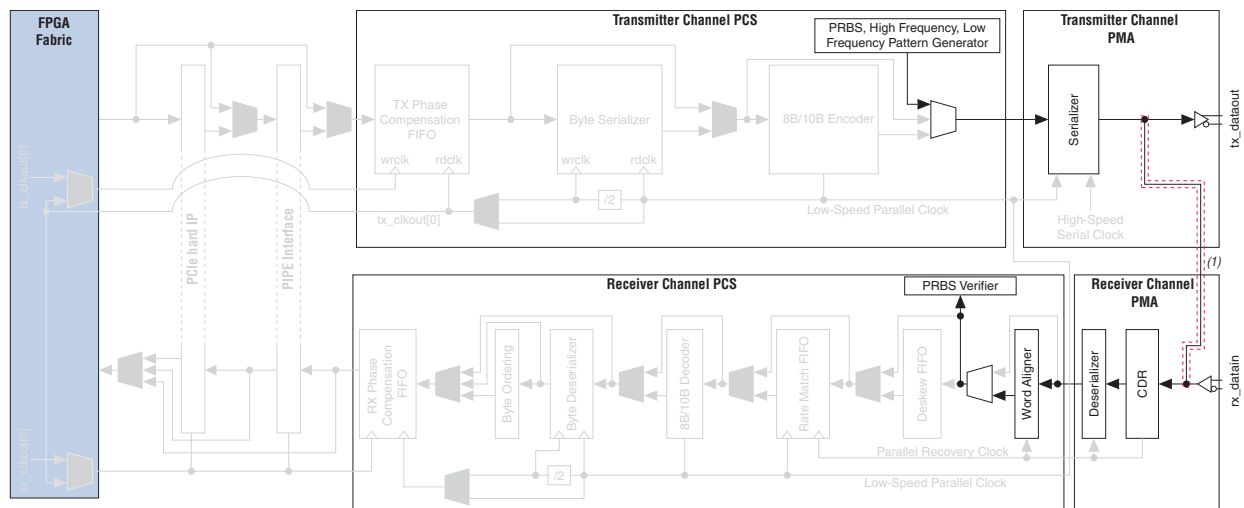 FPGA
Fabric
Transmitter Channel PCS
Transmitter Channel
PMA
PRBS, High Frequency, Low
Frequency Pattern Generator
TX Phase
Compensation
FIFO
wrclk
rdclk
Byte Serializer
wrclk
rdclk
8B/10B Encoder
Serializer
tx_dataout
tx_clkout[0]
PCIe hard IP
PIPE Interface
tx_clkout[0]
/2
Low-Speed Parallel Clock
High-Speed
Serial Clock
(1)
Receiver Channel PCS
Receiver Channel
PMA
PRBS Verifier
RX Phase
Compensation
FIFO
Byte Ordering
Byte Deserializer
8B/10B Decoder
Rate Match FIFO
Deskew FIFO
Word Aligner
Deserializer
CDR
rx_datain
tx_clkout[0]
Parallel Recovery Clock
/2
Low-Speed Parallel Clock